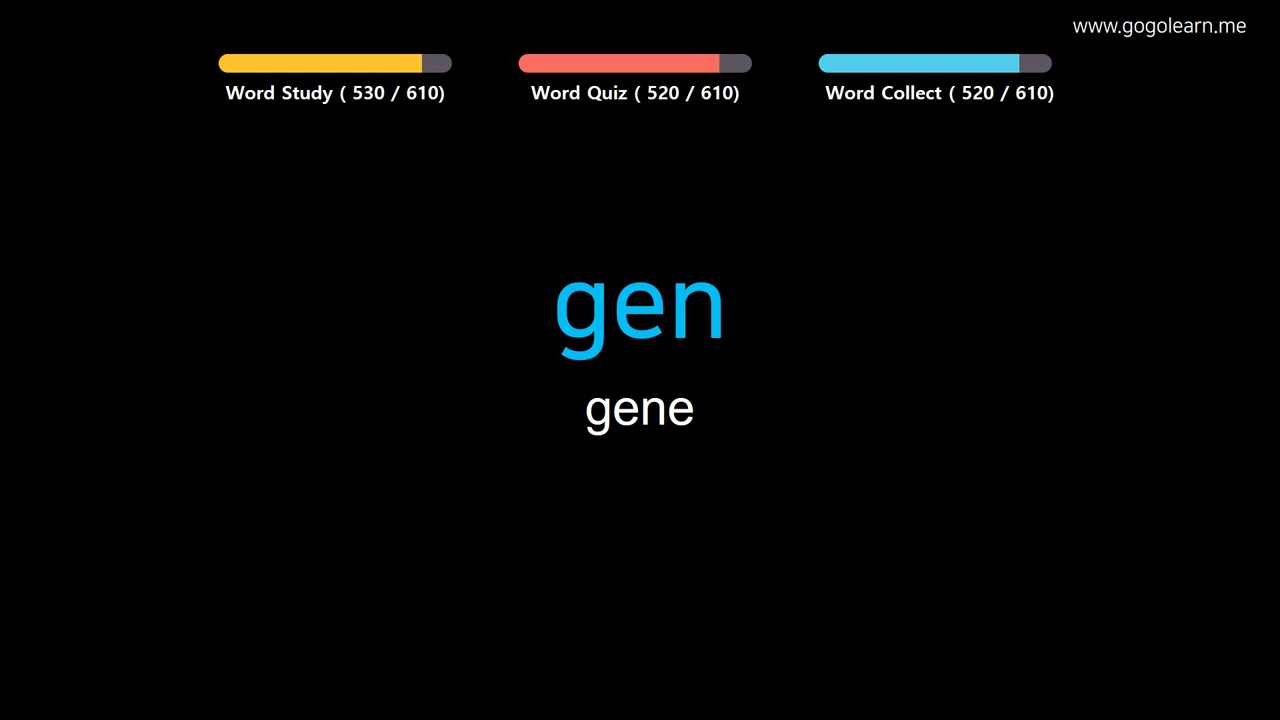 www.gogolearn.me
Word Study ( 530 / 610)
Word Quiz ( 520 / 610)
Word Collect ( 520 / 610)
gen
gene